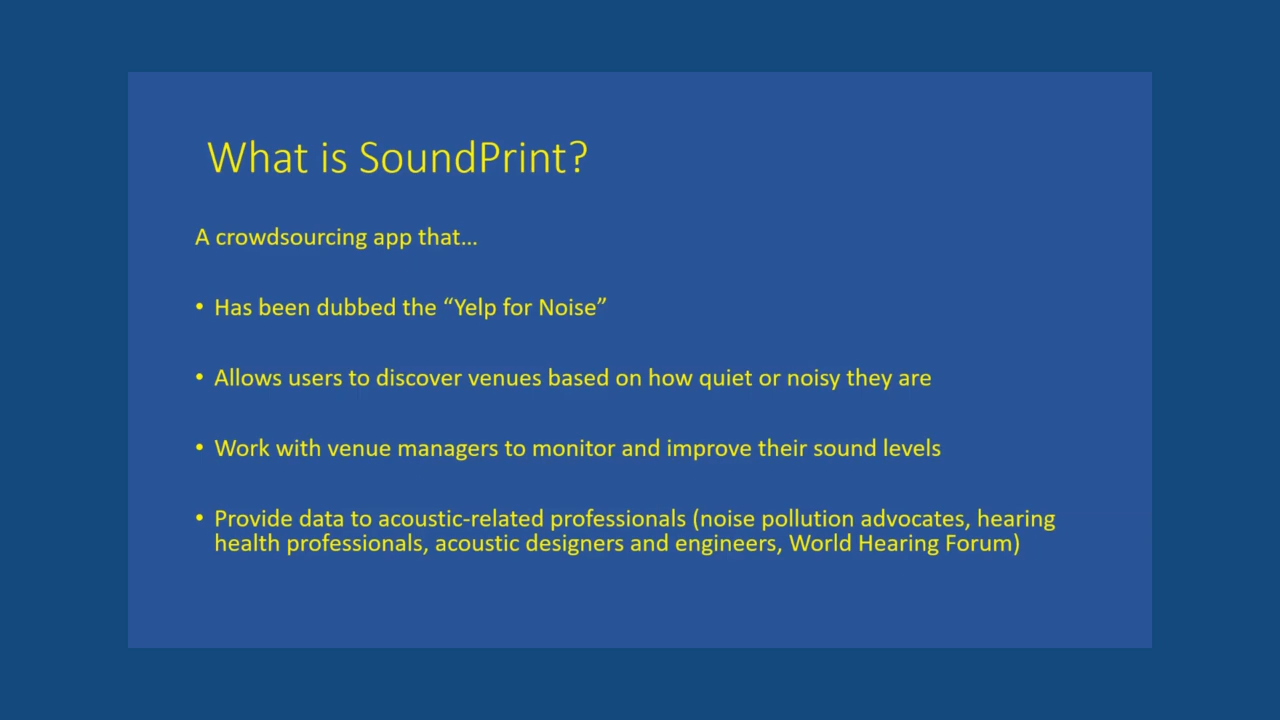 What is SoundPrint?
A crowdsourcing app that...
• Has been dubbed the “Yelp for Noise”
• Allows users to discover venues based on how quiet or noisy they are
• Work with venue managers to monitor and improve their sound levels
• Provide data to acoustic-related professionals (noise pollution advocates, hearing
health professionals, acoustic designers and engineers, World Hearing Forum)